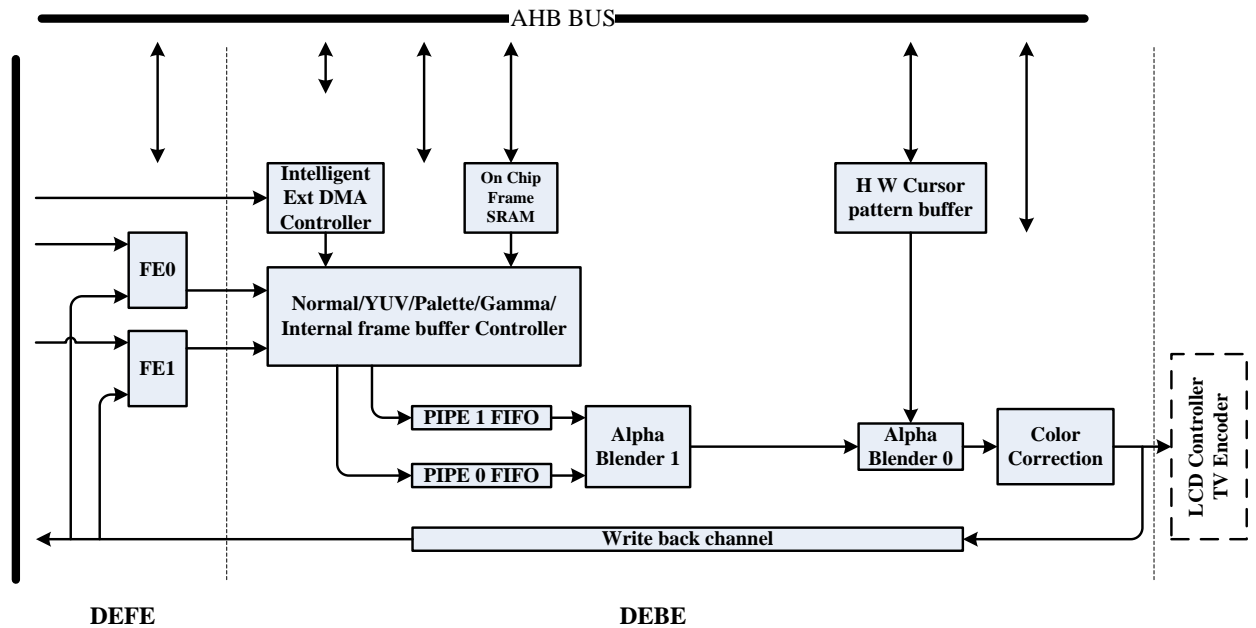 AHB BUS
Intelligent
Ext DMA
Controller
On Chip
Frame
SRAM
H W Cursor
pattern buffer
FE0
Normal/YUV/Palette/Gamma/
Internal frame buffer Controller
FE1
PIPE 1 FIFO
PIPE 0 FIFO
Alpha
Blender 1
Alpha
Blender 0
Color
Correction
LCD Controller
TV Encoder
Write back channel
DEFE
DEBE